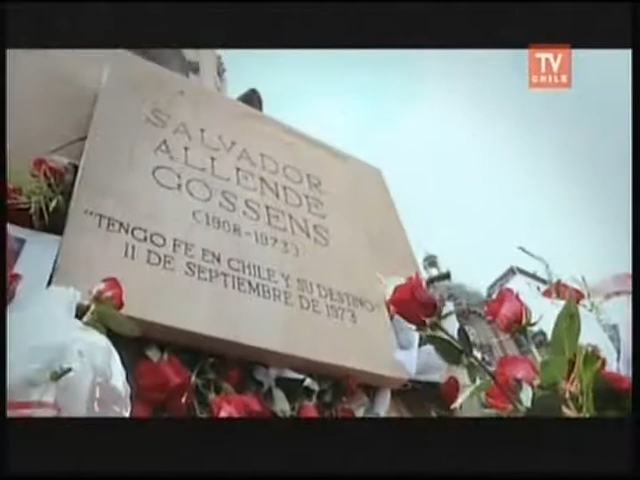 TV
CHILE
SALVADOR
ALLENDE
GOSSENS
(1908-1973)
"TENGO FE EN CHILE Y SU DESTINO"
11 DE SEPTIEMBRE DE 1973